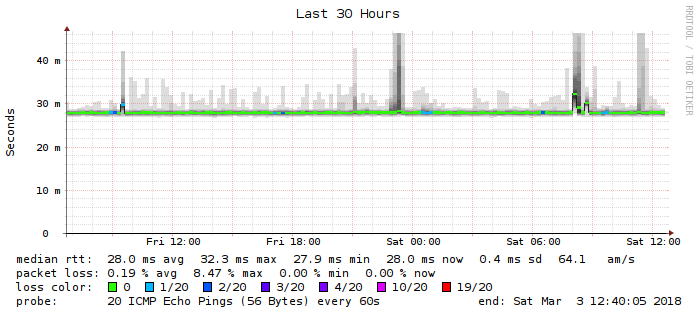 Last 30 Hours
RRDTOOL / TOBI OETIKER
Seconds
40 m
30 m
20 m
10 m
0
Fri 12:00 Fri 18:00 Sat 00:00 Sat 06:00 Sat 12:00
median rtt: 28.0 ms avg 32.3 ms max 27.9 ms min 28.0 ms now 0.4 ms sd 64.1 am/s
packet loss: 0.19 % avg 8.47 % max 0.00 % min 0.00 % now
loss color: 0 1/20 2/20 3/20 4/20 10/20 19/20
probe: 20 ICMP Echo Pings (56 Bytes) every 60s end: Sat Mar 3 12:40:05 2018